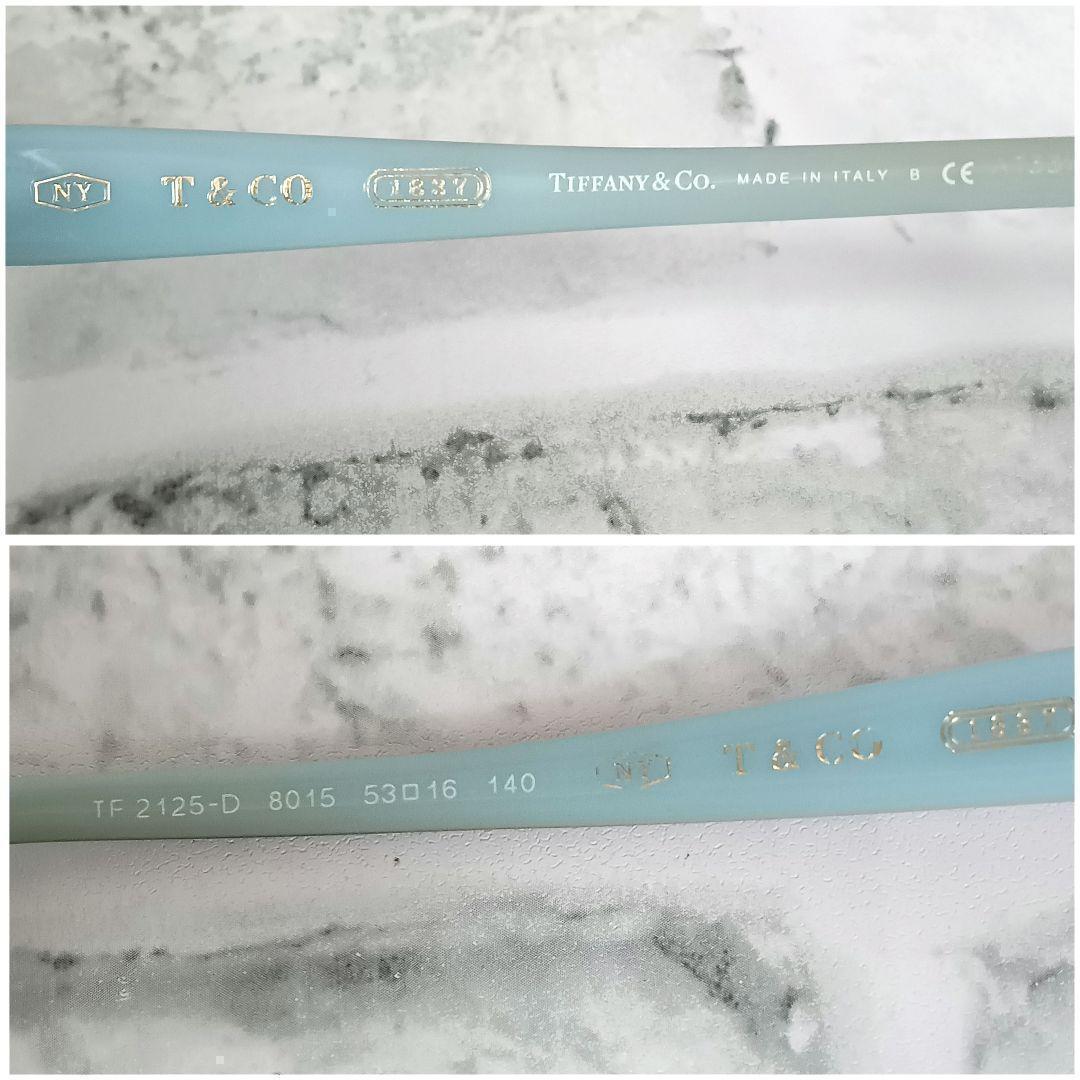 NY T & CO 1837 TIFFANY & CO. MADE IN ITALY B CE
TF 2125-D 8015 53□16 140 NY T & CO 1837